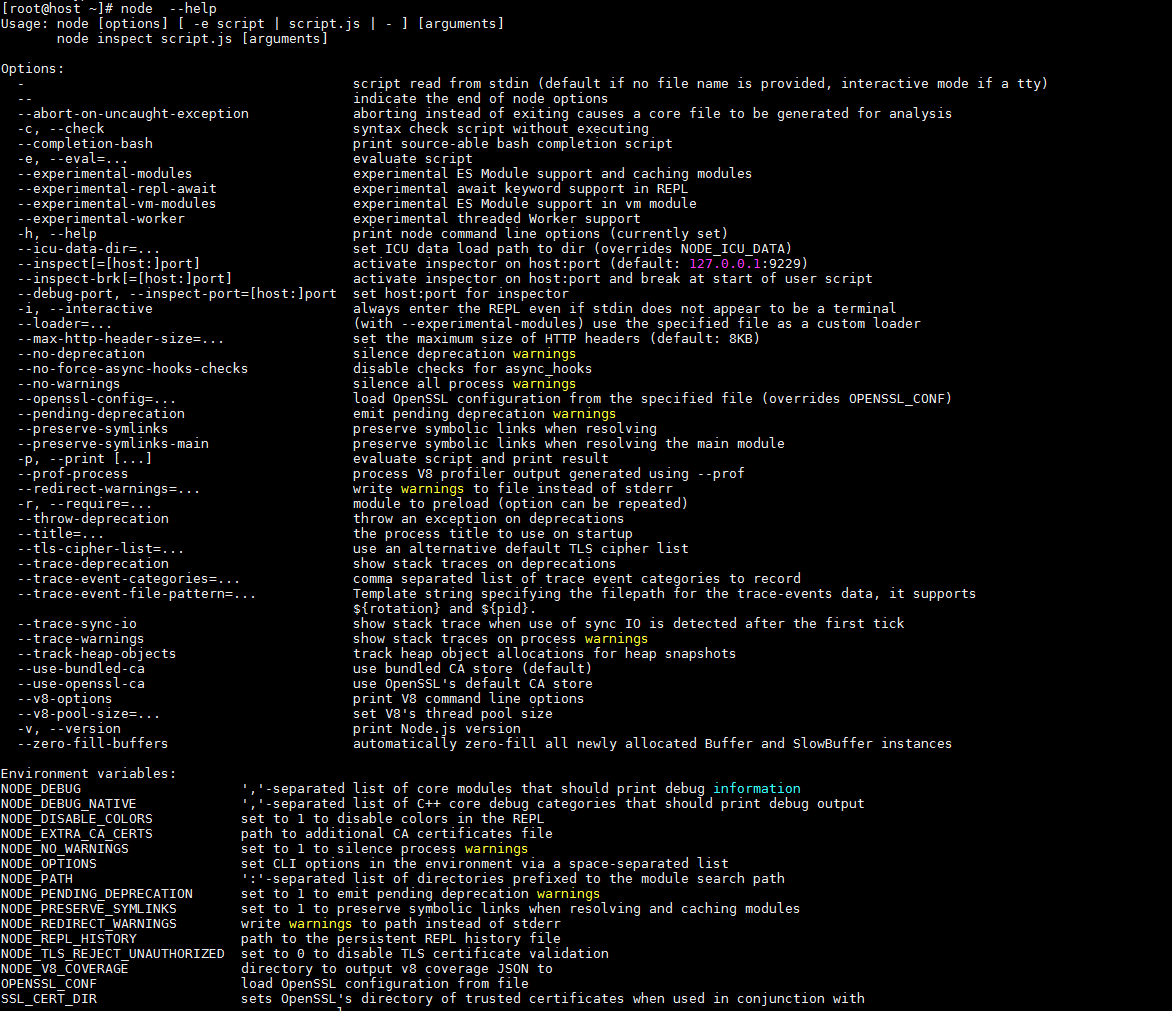 [root@host ~]# node  --help
Usage: node [options] [ -e script | script.js | - ] [arguments]
       node inspect script.js [arguments]

Options:
  -                                         script read from stdin (default if no file name is provided, interactive mode if a tty)
  --                                        indicate the end of node options
  --abort-on-uncaught-exception             aborting instead of exiting causes a core file to be generated for analysis
  -c, --check                               syntax check script without executing
  --completion-bash                         print source-able bash completion script
  -e, --eval=...                            evaluate script
  --experimental-modules                    experimental ES Module support and caching modules
  --experimental-repl-await                 experimental await keyword support in REPL
  --experimental-vm-modules                 experimental ES Module support in vm module
  --experimental-worker                     experimental threaded Worker support
  -h, --help                                print node command line options (currently set)
  --icu-data-dir=...                        set ICU data load path to dir (overrides NODE_ICU_DATA)
  --inspect[=[host:]port]                   activate inspector on host:port (default: 127.0.0.1:9229)
  --inspect-brk[=[host:]port]               activate inspector on host:port and break at start of user script
  --debug-port, --inspect-port=[host:]port  set host:port for inspector
  -i, --interactive                         always enter the REPL even if stdin does not appear to be a terminal
  --loader=...                              (with --experimental-modules) use the specified file as a custom loader
  --max-http-header-size=...                set the maximum size of HTTP headers (default: 8KB)
  --no-deprecation                          silence deprecation warnings
  --no-force-async-hooks-checks             disable checks for async_hooks
  --no-warnings                             silence all process warnings
  --openssl-config=...                      load OpenSSL configuration from the specified file (overrides OPENSSL_CONF)
  --pending-deprecation                     emit pending deprecation warnings
  --preserve-symlinks                       preserve symbolic links when resolving
  --preserve-symlinks-main                  preserve symbolic links when resolving the main module
  -p, --print [...]                         evaluate script and print result
  --prof-process                            process V8 profiler output generated using --prof
  --redirect-warnings=...                   write warnings to file instead of stderr
  -r, --require=...                         module to preload (option can be repeated)
  --throw-deprecation                       throw an exception on deprecations
  --title=...                               the process title to use on startup
  --tls-cipher-list=...                     use an alternative default TLS cipher list
  --trace-deprecation                       show stack traces on deprecations
  --trace-event-categories=...              comma separated list of trace event categories to record
  --trace-event-file-pattern=...            Template string specifying the filepath for the trace-events data, it supports
                                            ${rotation} and ${pid}.
  --trace-sync-io                           show stack trace when use of sync IO is detected after the first tick
  --trace-warnings                          show stack traces on process warnings
  --track-heap-objects                      track heap object allocations for heap snapshots
  --use-bundled-ca                          use bundled CA store (default)
  --use-openssl-ca                          use OpenSSL's default CA store
  --v8-options                              print V8 command line options
  --v8-pool-size=...                        set V8's thread pool size
  -v, --version                             print Node.js version
  --zero-fill-buffers                       automatically zero-fill all newly allocated Buffer and SlowBuffer instances

Environment variables:
NODE_DEBUG                    ','-separated list of core modules that should print debug information
NODE_DEBUG_NATIVE             ','-separated list of C++ core debug categories that should print debug output
NODE_DISABLE_COLORS           set to 1 to disable colors in the REPL
NODE_EXTRA_CA_CERTS           path to additional CA certificates file
NODE_NO_WARNINGS              set to 1 to silence process warnings
NODE_OPTIONS                  set CLI options in the environment via a space-separated list
NODE_PATH                     ':'-separated list of directories prefixed to the module search path
NODE_PENDING_DEPRECATION      set to 1 to emit pending deprecation warnings
NODE_PRESERVE_SYMLINKS        set to 1 to preserve symbolic links when resolving and caching modules
NODE_REDIRECT_WARNINGS        write warnings to path instead of stderr
NODE_REPL_HISTORY             path to the persistent REPL history file
NODE_TLS_REJECT_UNAUTHORIZED  set to 0 to disable TLS certificate validation
NODE_V8_COVERAGE              directory to output v8 coverage JSON to
OPENSSL_CONF                  load OpenSSL configuration from file
SSL_CERT_DIR                  sets OpenSSL's directory of trusted certificates when used in conjunction with